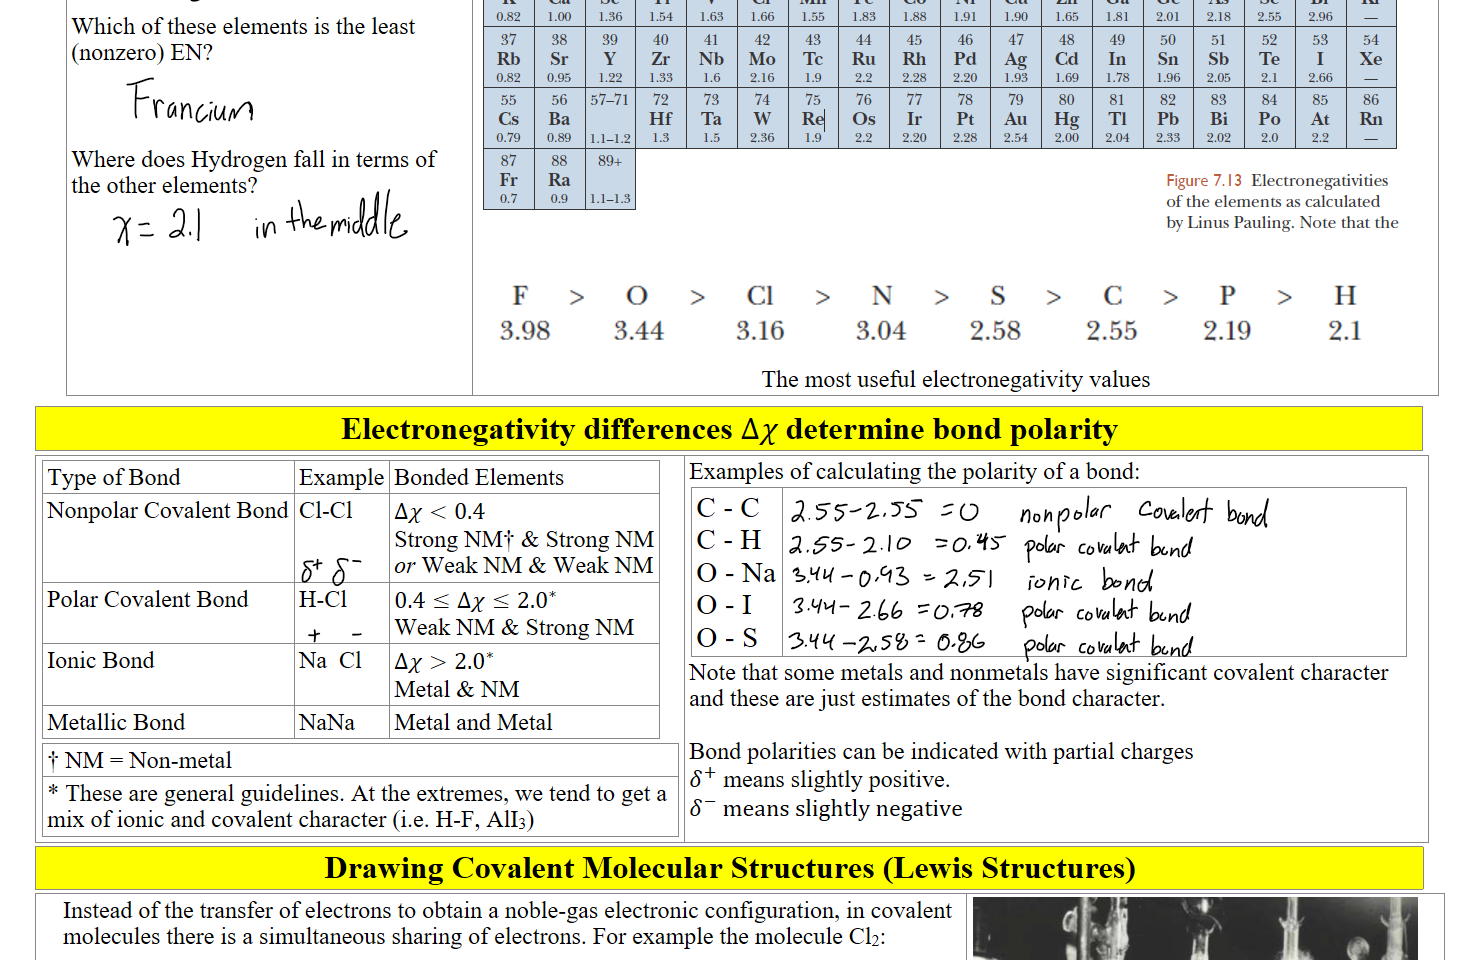 Which of these elements is the least
(nonzero) EN?
Francium
Where does Hydrogen fall in terms of
the other elements?
χ = 2.1 in the middle
0.82 1.00 1.36 1.54 1.63 1.66 1.55 1.83 1.88 1.91 1.90 1.65 1.81 2.01 2.18 2.55 2.96 —
37 38 39 40 41 42 43 44 45 46 47 48 49 50 51 52 53 54
Rb Sr Y Zr Nb Mo Tc Ru Rh Pd Ag Cd In Sn Sb Te I Xe
0.82 0.95 1.22 1.33 1.6 2.16 1.9 2.2 2.28 2.20 1.93 1.69 1.78 1.96 2.05 2.1 2.66 —
55 56 57–71 72 73 74 75 76 77 78 79 80 81 82 83 84 85 86
Cs Ba Hf Ta W Re Os Ir Pt Au Hg Tl Pb Bi Po At Rn
0.79 0.89 1.1–1.2 1.3 1.5 2.36 1.9 2.2 2.20 2.28 2.54 2.00 2.04 2.33 2.02 2.0 2.2 —
87 88 89+
Fr Ra
0.7 0.9 1.1–1.3
Figure 7.13 Electronegativities
of the elements as calculated
by Linus Pauling. Note that the
F > O > Cl > N > S > C > P > H
3.98 3.44 3.16 3.04 2.58 2.55 2.19 2.1
The most useful electronegativity values
Electronegativity differences Δχ determine bond polarity
Type of Bond Example Bonded Elements
Nonpolar Covalent Bond Cl-Cl Δχ < 0.4
Strong NM† & Strong NM
or Weak NM & Weak NM
δ+ δ−
Polar Covalent Bond H-Cl 0.4 ≤ Δχ ≤ 2.0*
Weak NM & Strong NM
+ −
Ionic Bond Na Cl Δχ > 2.0*
Metal & NM
Metallic Bond NaNa Metal and Metal
† NM = Non-metal
* These are general guidelines. At the extremes, we tend to get a
mix of ionic and covalent character (i.e. H-F, AlI₃)
Examples of calculating the polarity of a bond:
C - C 2.55-2.55 = 0 nonpolar covalent bond
C - H 2.55-2.10 = 0.45 polar covalent bond
O - Na 3.44-0.93 = 2.51 ionic bond
O - I 3.44-2.66 = 0.78 polar covalent bond
O - S 3.44-2.58 = 0.86 polar covalent bond
Note that some metals and nonmetals have significant covalent character
and these are just estimates of the bond character.
Bond polarities can be indicated with partial charges
δ⁺ means slightly positive.
δ⁻ means slightly negative
Drawing Covalent Molecular Structures (Lewis Structures)
Instead of the transfer of electrons to obtain a noble-gas electronic configuration, in covalent
molecules there is a simultaneous sharing of electrons. For example the molecule Cl₂: